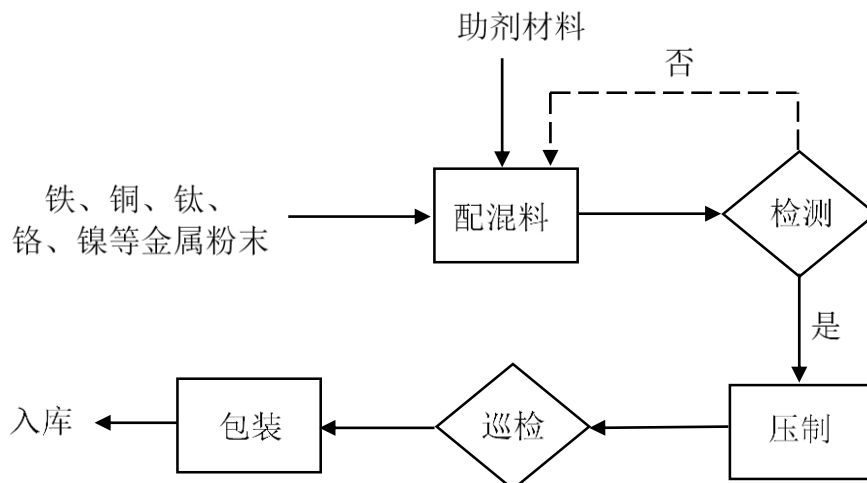 助剂材料
否
铁、铜、钛、
铬、镍等金属粉末
配混料
检测
是
入库
包装
巡检
压制